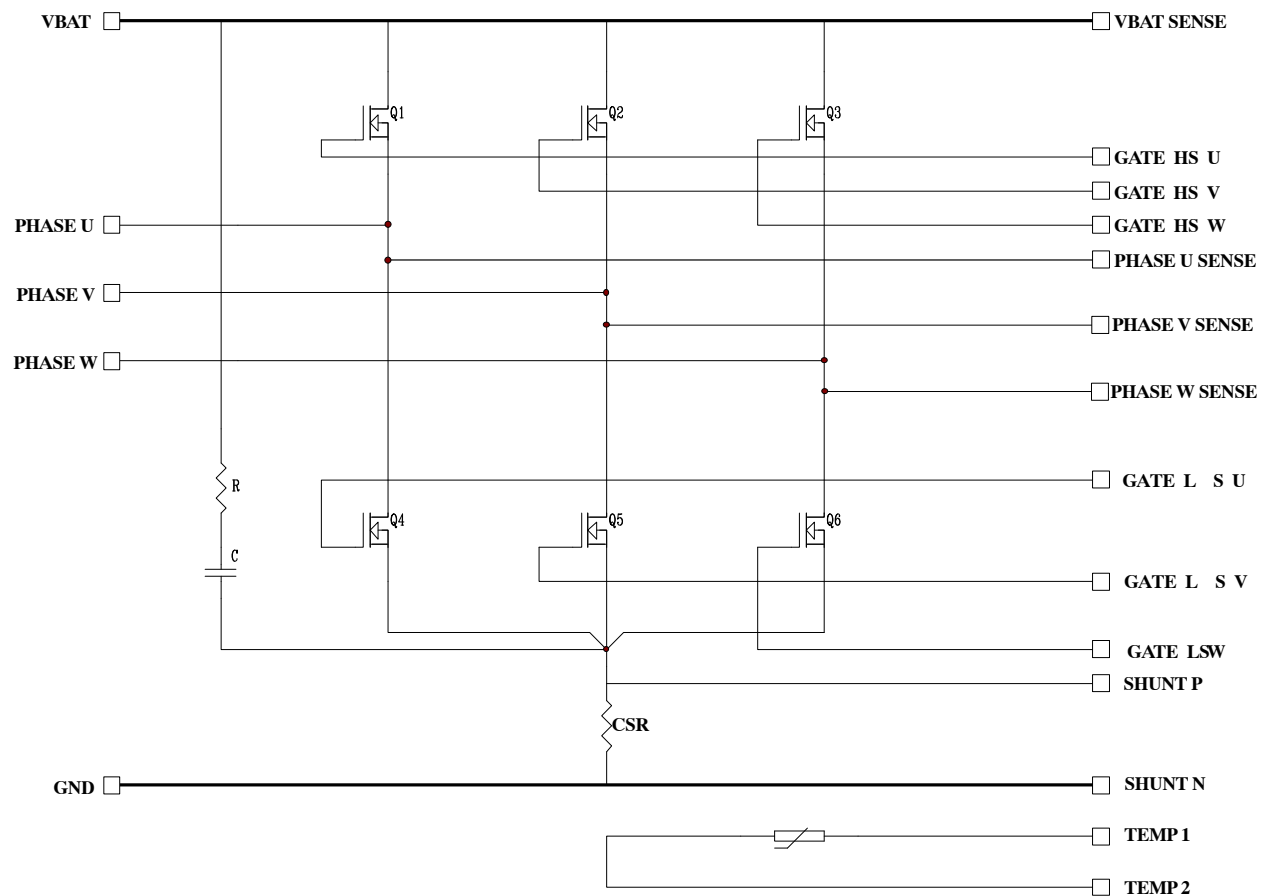 VBAT
VBAT SENSE
Q1
Q2
Q3
GATE HS U
GATE HS V
PHASE U
GATE HS W
PHASE U SENSE
PHASE V
PHASE V SENSE
PHASE W
PHASE W SENSE
R
GATE L S U
Q4
Q5
Q6
C
GATE L S V
GATE LSW
SHUNT P
CSR
GND
SHUNT N
TEMP 1
TEMP 2